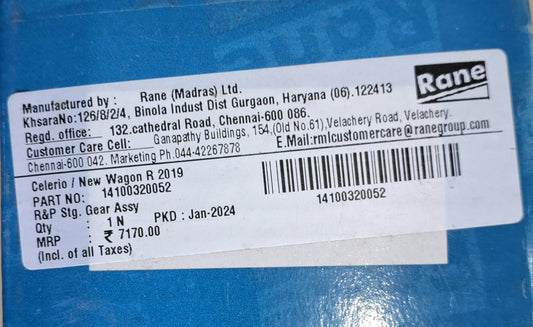 Rane
Manufactured by : Rane (Madras) Ltd.
KhsaraNo:126/8/2/4, Binola Indust Dist Gurgaon, Haryana (06).122413
Regd. office: 132.cathedral Road, Chennai-600 086.
Customer Care Cell: Ganapathy Buildings, 154,(Old No.61),Velachery Road, Velachery.
Chennai-600 042. Marketing Ph.044-42267878 E.Mail:rmlcustomercare@ranegroup.com
Rane
Celerio / New Wagon R 2019
PART NO: 14100320052
R&P Stg. Gear Assy
Qty : 1 N PKD : Jan-2024
MRP : ₹ 7170.00
(Incl. of all Taxes)
14100320052